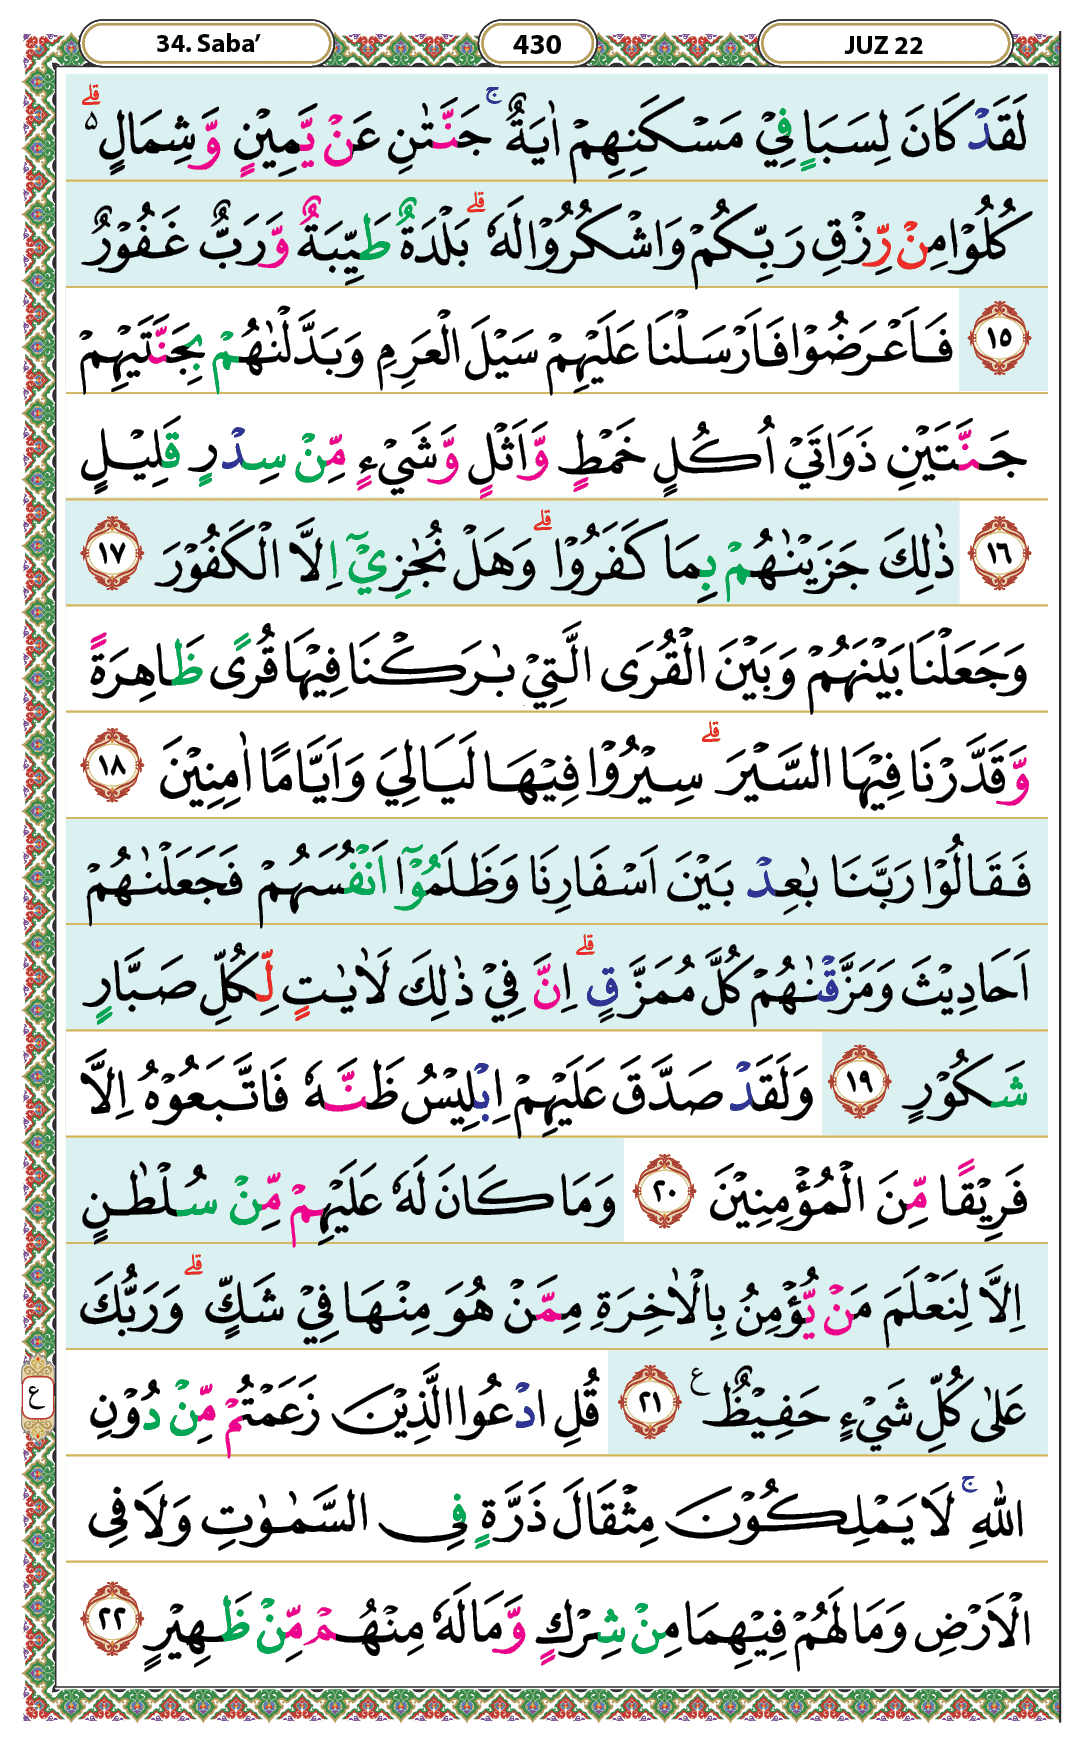 34. Saba’ 430 JUZ 22
لَقَدْ كَانَ لِسَبَاٍ فِيْ مَسْكَنِهِمْ اٰيَةٌ ۚ جَنَّتٰنِ عَنْ يَّمِيْنٍ وَّشِمَالٍ ەۗ
كُلُوْا مِنْ رِّزْقِ رَبِّكُمْ وَاشْكُرُوْا لَهٗ ۗبَلْدَةٌ طَيِّبَةٌ وَّرَبٌّ غَفُوْرٌ
١٥ فَاَعْرَضُوْا فَاَرْسَلْنَا عَلَيْهِمْ سَيْلَ الْعَرِمِ وَبَدَّلْنٰهُمْ بِجَنَّتَيْهِمْ
جَنَّتَيْنِ ذَوَاتَيْ اُكُلٍ خَمْطٍ وَّاَثْلٍ وَّشَيْءٍ مِّنْ سِدْرٍ قَلِيْلٍ
١٦ ذٰلِكَ جَزَيْنٰهُمْ بِمَا كَفَرُوْا ۗوَهَلْ نُجٰزِيْٓ اِلَّا الْكَفُوْرَ ١٧
وَجَعَلْنَا بَيْنَهُمْ وَبَيْنَ الْقُرَى الَّتِيْ بٰرَكْنَا فِيْهَا قُرًى ظَاهِرَةً
وَّقَدَّرْنَا فِيْهَا السَّيْرَ ۗسِيْرُوْا فِيْهَا لَيَالِيَ وَاَيَّامًا اٰمِنِيْنَ ١٨
فَقَالُوْا رَبَّنَا بٰعِدْ بَيْنَ اَسْفَارِنَا وَظَلَمُوْٓا اَنْفُسَهُمْ فَجَعَلْنٰهُمْ
اَحَادِيْثَ وَمَزَّقْنٰهُمْ كُلَّ مُمَزَّقٍ ۗاِنَّ فِيْ ذٰلِكَ لَاٰيٰتٍ لِّكُلِّ صَبَّارٍ
شَكُوْرٍ ١٩ وَلَقَدْ صَدَّقَ عَلَيْهِمْ اِبْلِيْسُ ظَنَّهٗ فَاتَّبَعُوْهُ اِلَّا
فَرِيْقًا مِّنَ الْمُؤْمِنِيْنَ ٢٠ وَمَا كَانَ لَهٗ عَلَيْهِمْ مِّنْ سُلْطٰنٍ
اِلَّا لِنَعْلَمَ مَنْ يُّؤْمِنُ بِالْاٰخِرَةِ مِمَّنْ هُوَ مِنْهَا فِيْ شَكٍّ ۗوَرَبُّكَ
عَلٰى كُلِّ شَيْءٍ حَفِيْظٌ ࣖ ٢١ قُلِ ادْعُوا الَّذِيْنَ زَعَمْتُمْ مِّنْ دُوْنِ
ع
اللّٰهِ ۚ لَا يَمْلِكُوْنَ مِثْقَالَ ذَرَّةٍ فِى السَّمٰوٰتِ وَلَا فِى
الْاَرْضِ وَمَا لَهُمْ فِيْهِمَا مِنْ شِرْكٍ وَّمَا لَهٗ مِنْهُمْ مِّنْ ظَهِيْرٍ ٢٢